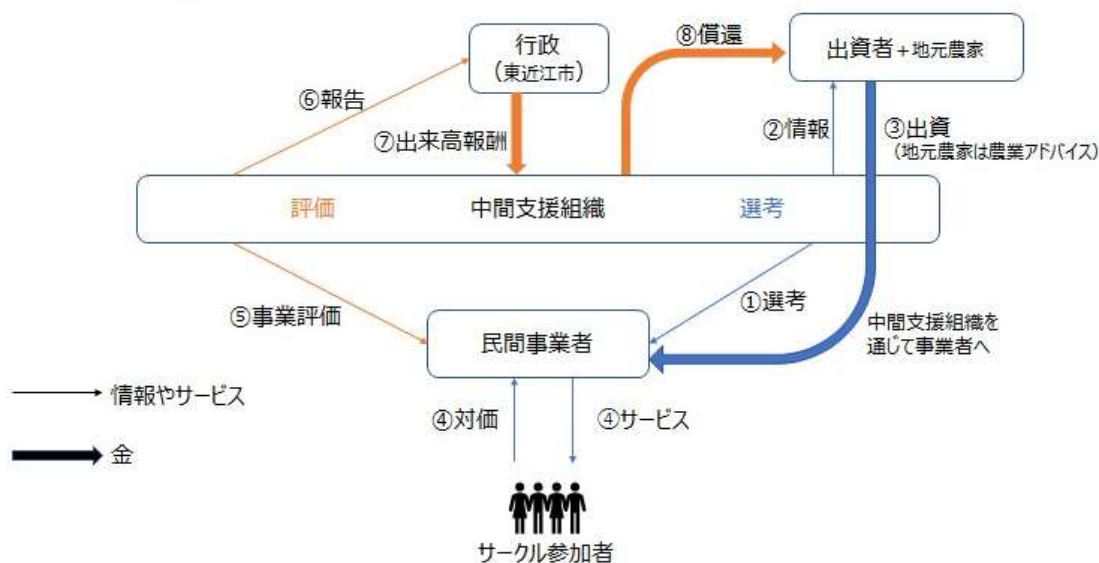 行政
（東近江市）
⑧償還
出資者＋地元農家
⑥報告
⑦出来高報酬
②情報
③出資
（地元農家は農業アドバイス）
評価
中間支援組織
選考
①選考
⑤事業評価
民間事業者
中間支援組織を
通じて事業者へ
情報やサービス
④対価
④サービス
金
サークル参加者